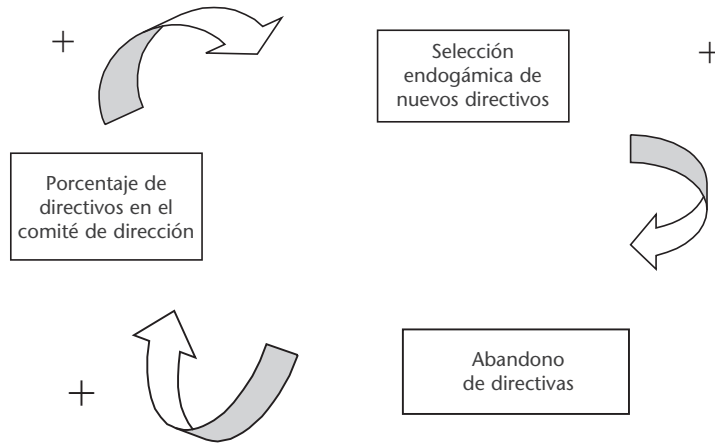 +
Selección
endogámica de
nuevos directivos
+
Porcentaje de
directivos en el
comité de dirección
+
Abandono
de directivas